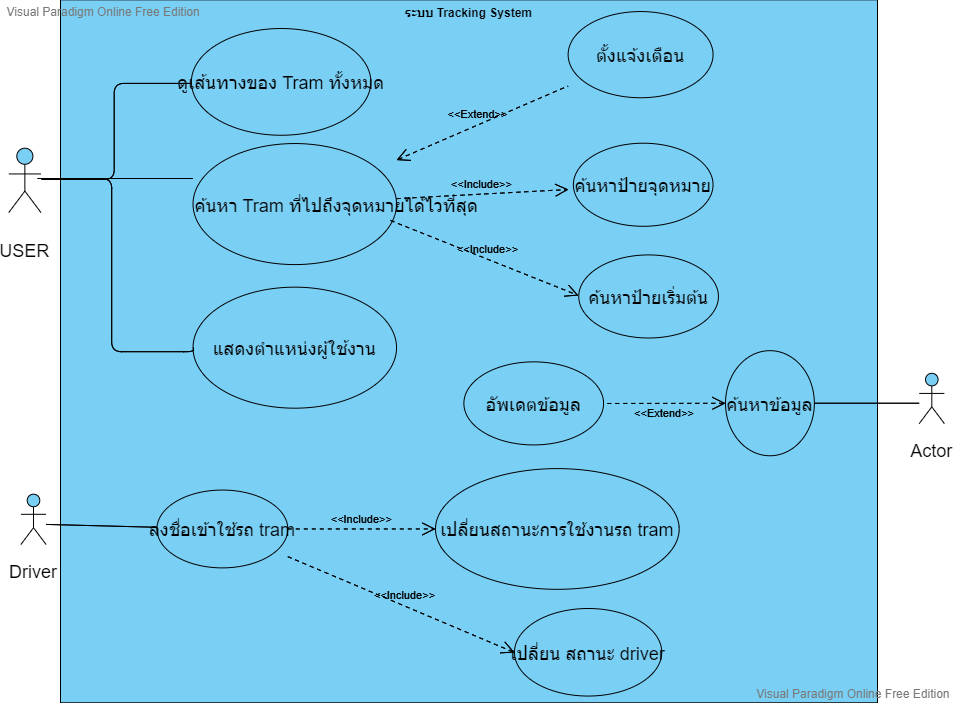 Visual Paradigm Online Free Edition
ระบบ Tracking System
ตั้งแจ้งเตือน
ดูเส้นทางของ Tram ทั้งหมด
<<Extend>>
<<Include>>
ค้นหาป้ายจุดหมาย
ค้นหา Tram ที่ไปถึงจุดหมายได้ไวที่สุด
USER
<<Include>>
ค้นหาป้ายเริ่มต้น
แสดงตำแหน่งผู้ใช้งาน
อัพเดตข้อมูล
<<Extend>>
ค้นหาข้อมูล
Actor
<<Include>>
ลงชื่อเข้าใช้รถ tram
เปลี่ยนสถานะการใช้งานรถ tram
Driver
<<Include>>
เปลี่ยน สถานะ driver
Visual Paradigm Online Free Edition